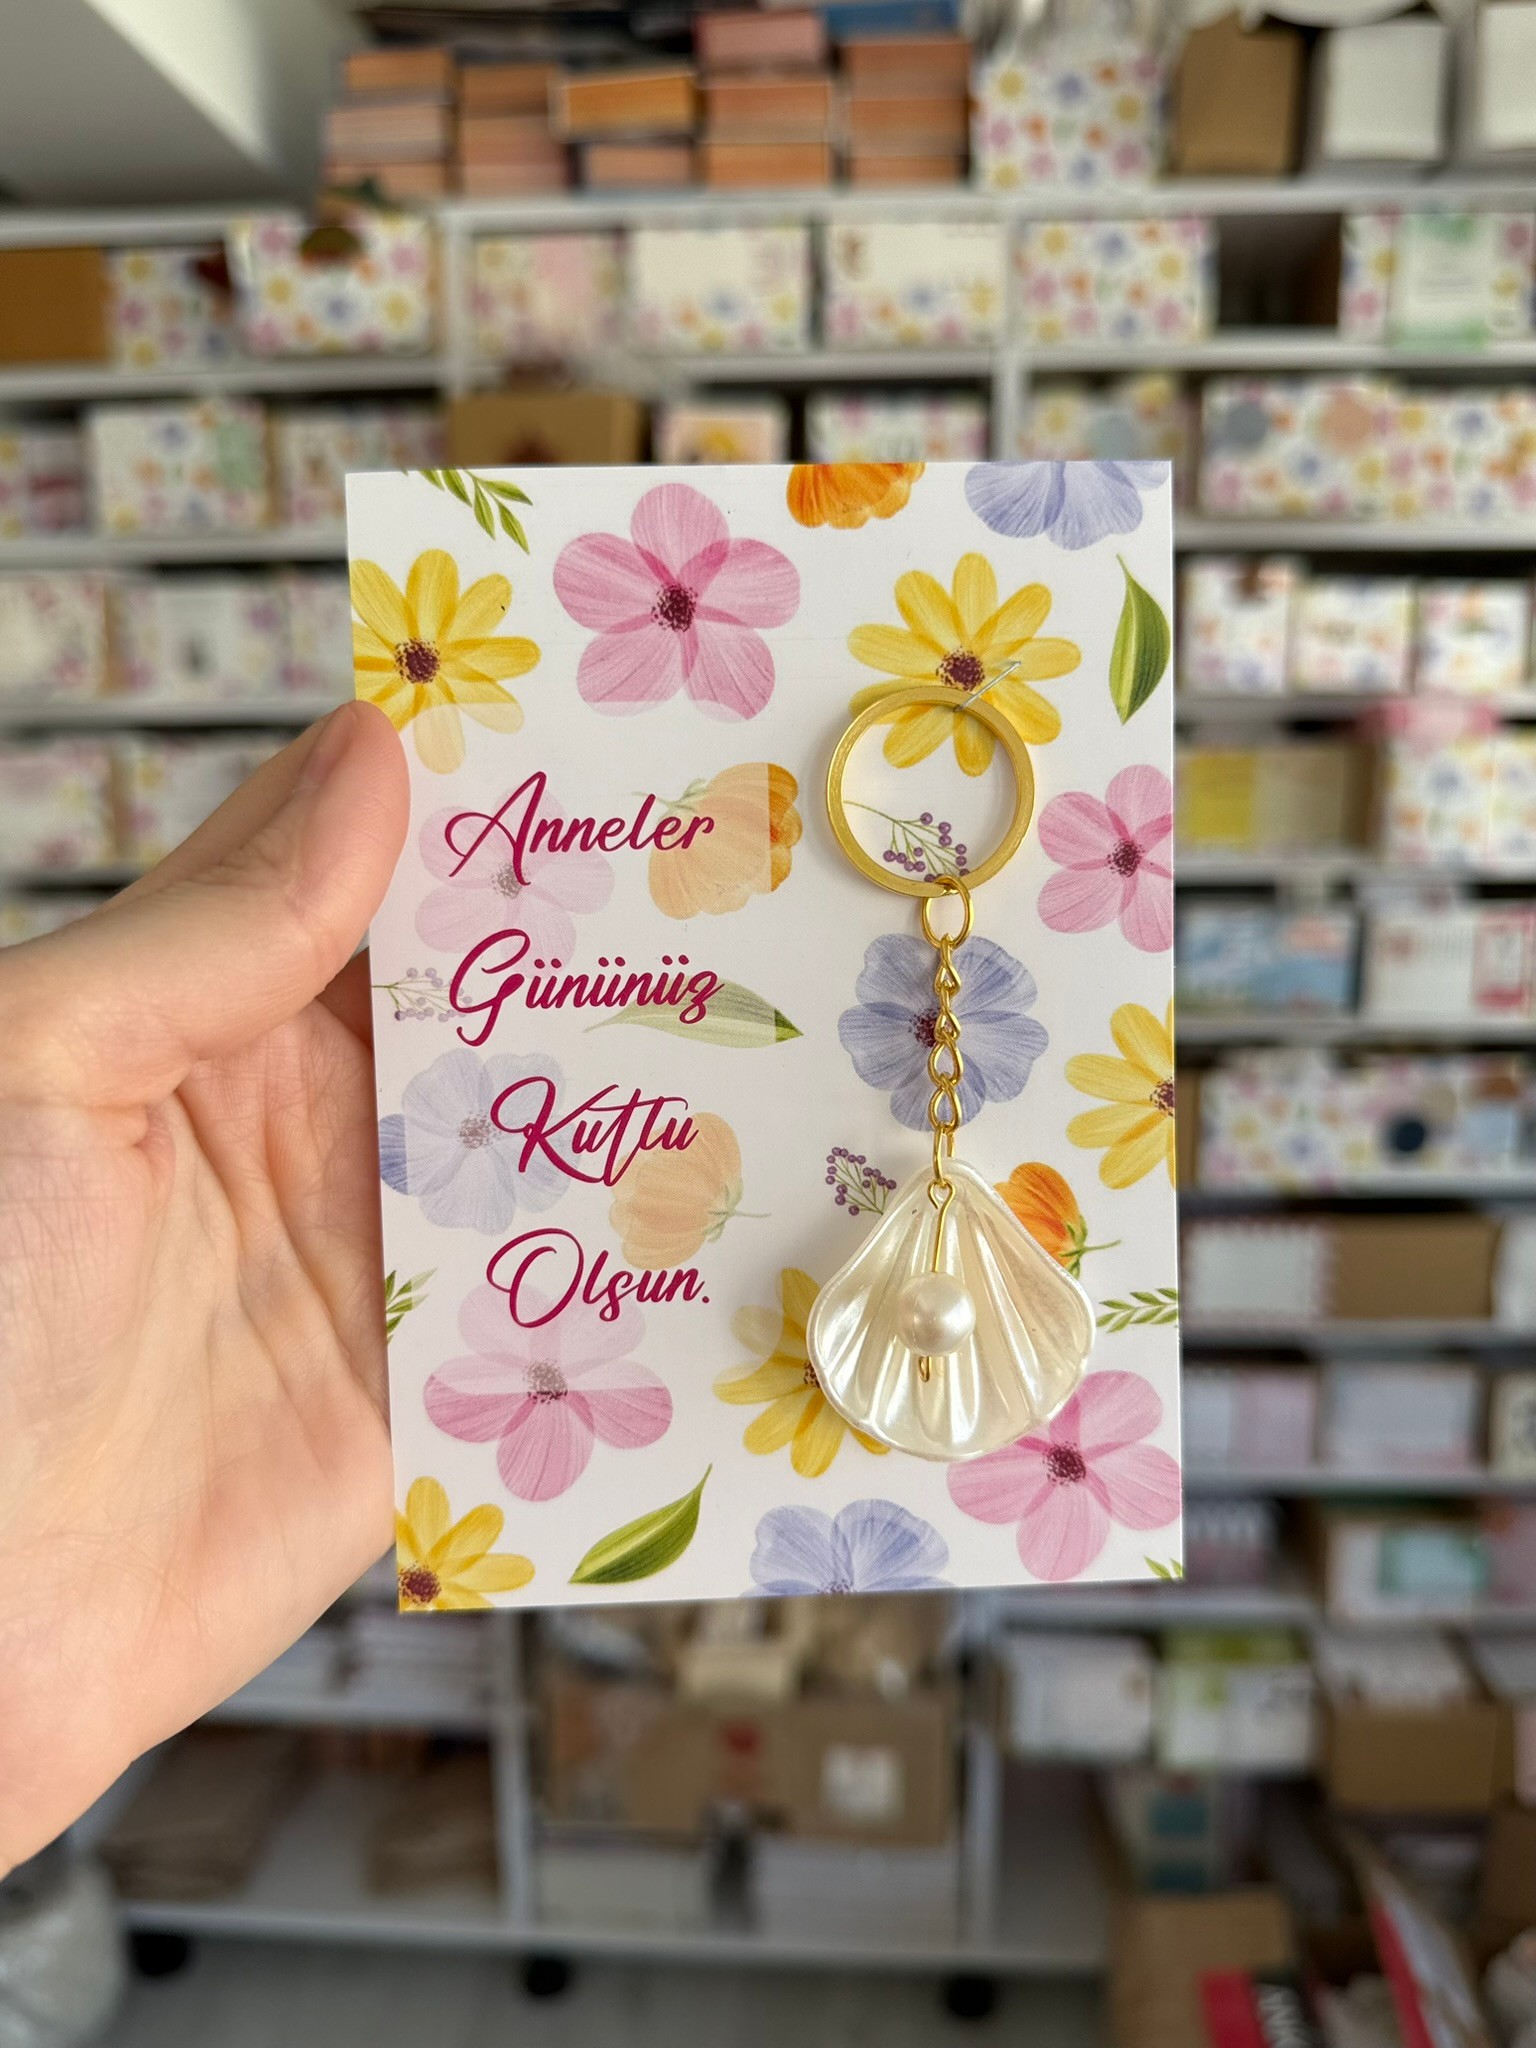 Anneler
Gününüz
Kutlu
Olsun.